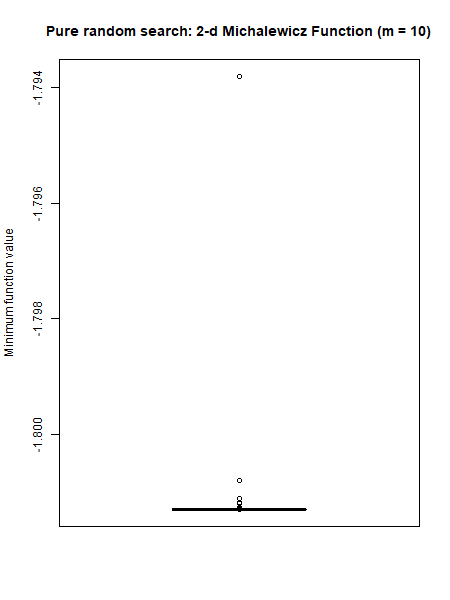 Pure random search: 2-d Michalewicz Function (m = 10)
-1.794
-1.796
-1.798
-1.800
Minimum function value